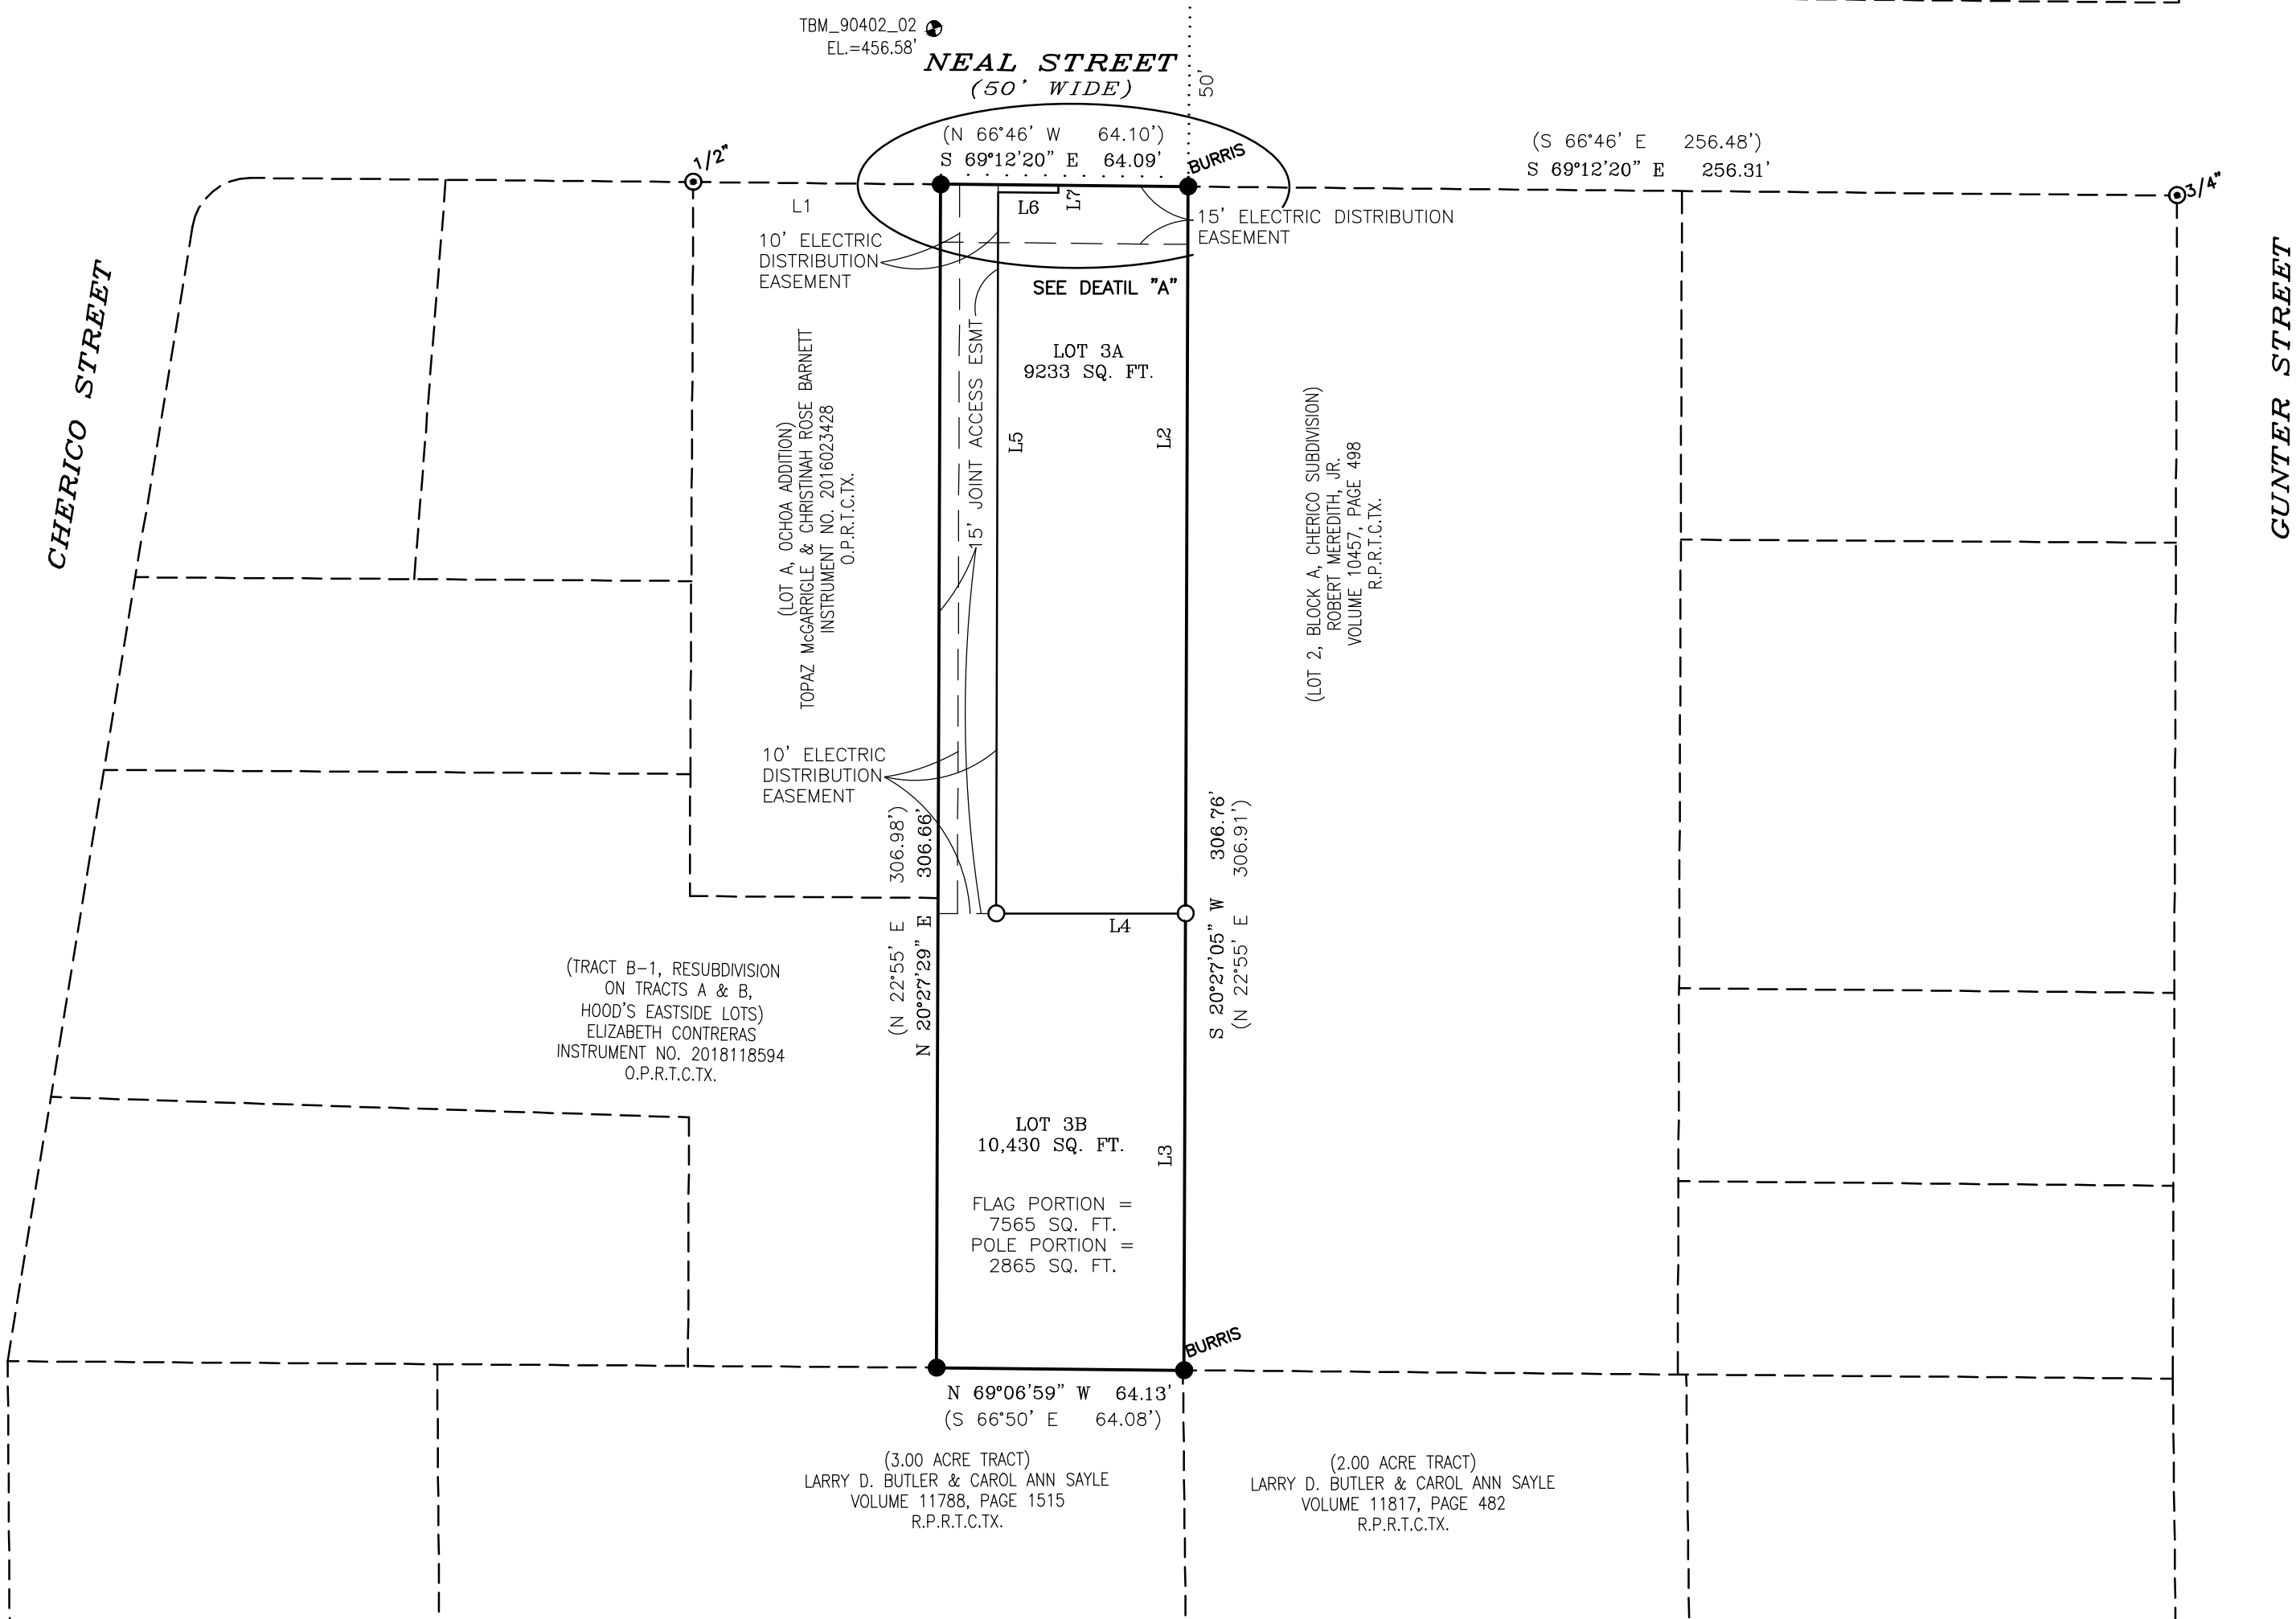 TBM_90402_02
EL.=456.58'
NEAL STREET
(50' WIDE)
50'
(N 66°46' W 64.10')
S 69°12'20" E 64.09'
BURRIS
(S 66°46' E 256.48')
S 69°12'20" E 256.31'
1/2"
3/4"
L1
L6
L7
10' ELECTRIC
DISTRIBUTION
EASEMENT
15' ELECTRIC DISTRIBUTION
EASEMENT
SEE DEATIL "A"
CHERICO STREET
GUNTER STREET
LOT 3A
9233 SQ. FT.
15' JOINT ACCESS ESMT
L5
L2
(LOT A, OCHOA ADDITION)
TOPAZ McGARRIGLE & CHRISTINAH ROSE BARNETT
INSTRUMENT NO. 2016023428
O.P.R.T.C.TX.
(LOT 2, BLOCK A, CHERICO SUBDIVISION)
ROBERT MEREDITH, JR.
VOLUME 10457, PAGE 498
R.P.R.T.C.TX.
10' ELECTRIC
DISTRIBUTION
EASEMENT
(N 22°55' E 306.98')
N 20°27'29" E 306.66'
S 20°27'05" W 306.76'
(N 22°55' E 306.91')
L4
(TRACT B-1, RESUBDIVISION
ON TRACTS A & B,
HOOD'S EASTSIDE LOTS)
ELIZABETH CONTRERAS
INSTRUMENT NO. 2018118594
O.P.R.T.C.TX.
LOT 3B
10,430 SQ. FT.
L3
FLAG PORTION =
7565 SQ. FT.
POLE PORTION =
2865 SQ. FT.
BURRIS
N 69°06'59" W 64.13'
(S 66°50' E 64.08')
(3.00 ACRE TRACT)
LARRY D. BUTLER & CAROL ANN SAYLE
VOLUME 11788, PAGE 1515
R.P.R.T.C.TX.
(2.00 ACRE TRACT)
LARRY D. BUTLER & CAROL ANN SAYLE
VOLUME 11817, PAGE 482
R.P.R.T.C.TX.